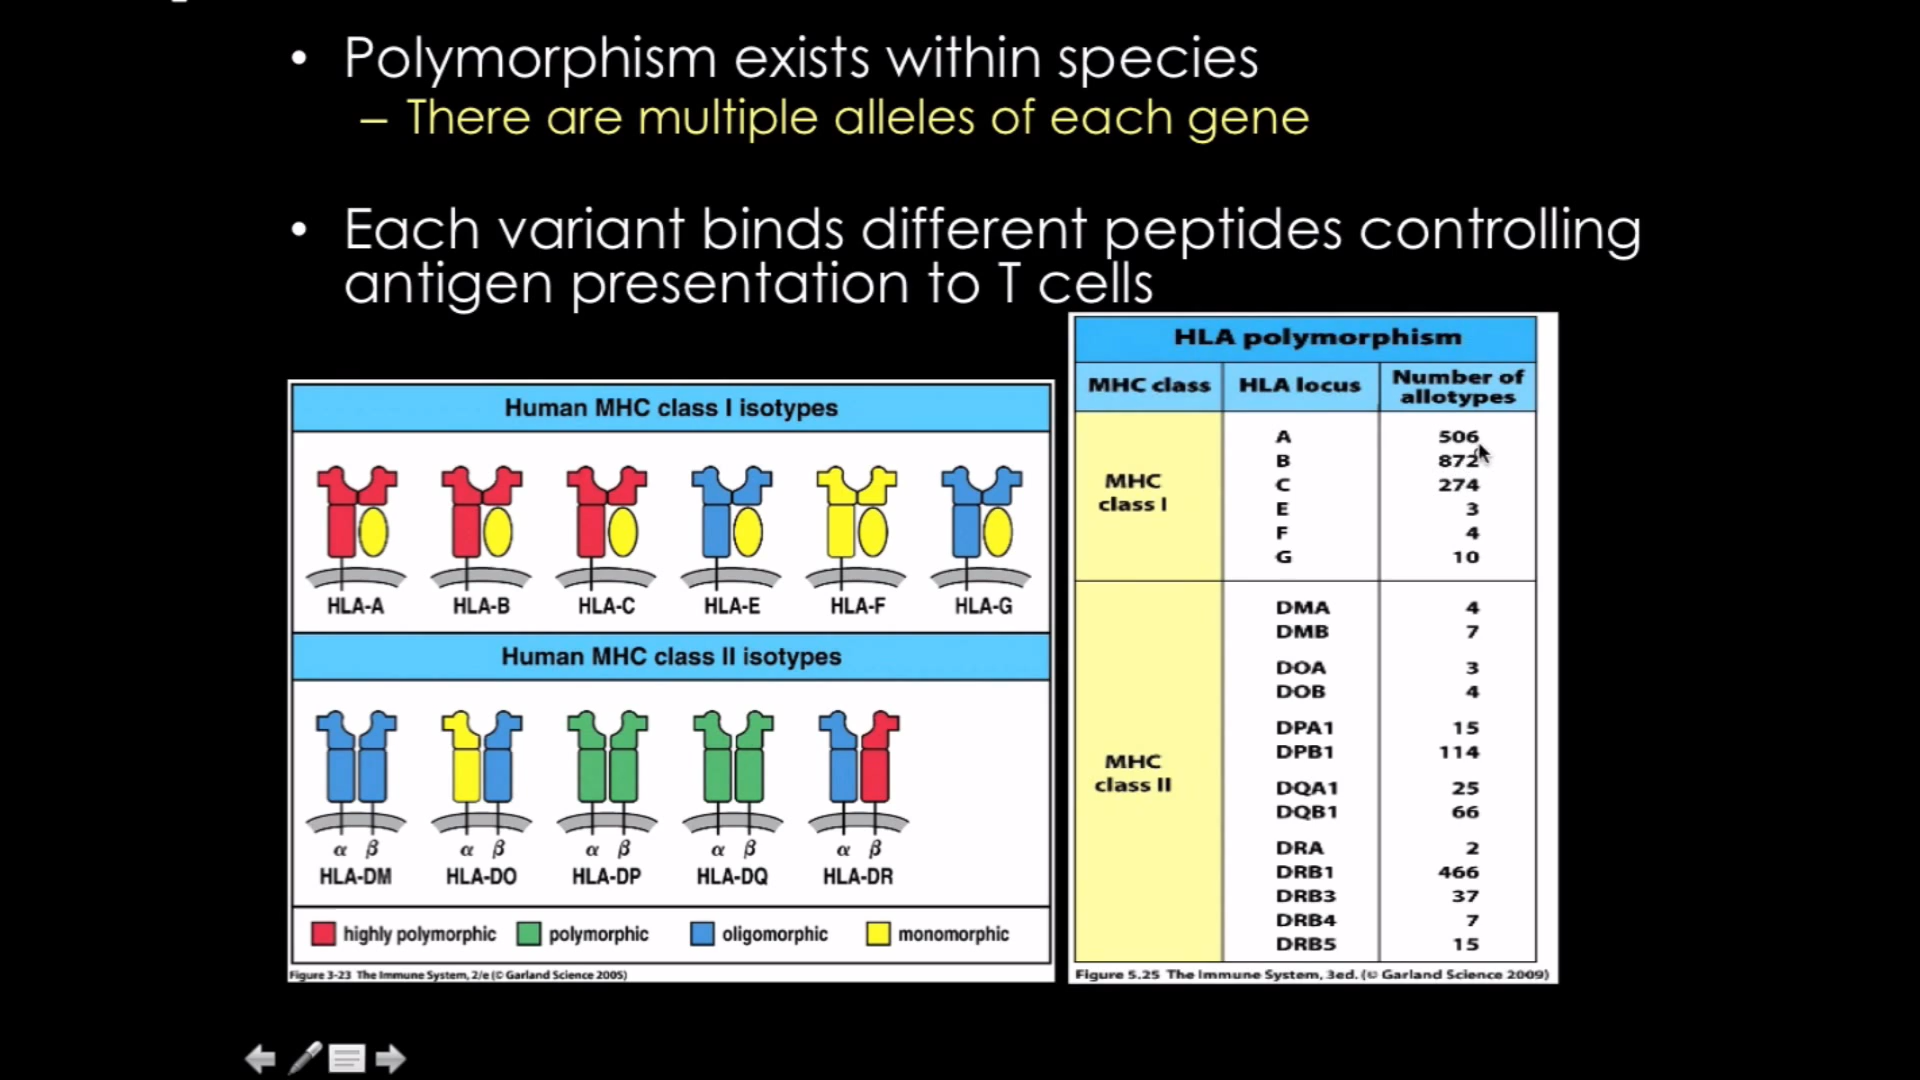 • Polymorphism exists within species
– There are multiple alleles of each gene
• Each variant binds different peptides controlling
antigen presentation to T cells
Human MHC class I isotypes
HLA-A HLA-B HLA-C HLA-E HLA-F HLA-G
Human MHC class II isotypes
α β α β α β α β α β
HLA-DM HLA-DO HLA-DP HLA-DQ HLA-DR
highly polymorphic polymorphic oligomorphic monomorphic
Figure 3-23 The Immune System, 2/e (© Garland Science 2005)
HLA polymorphism
MHC class HLA locus Number of allotypes
MHC class I
A 506
B 872
C 274
E 3
F 4
G 10
MHC class II
DMA 4
DMB 7
DOA 3
DOB 4
DPA1 15
DPB1 114
DQA1 25
DQB1 66
DRA 2
DRB1 466
DRB3 37
DRB4 7
DRB5 15
Figure 5.25 The Immune System, 3ed. (© Garland Science 2009)